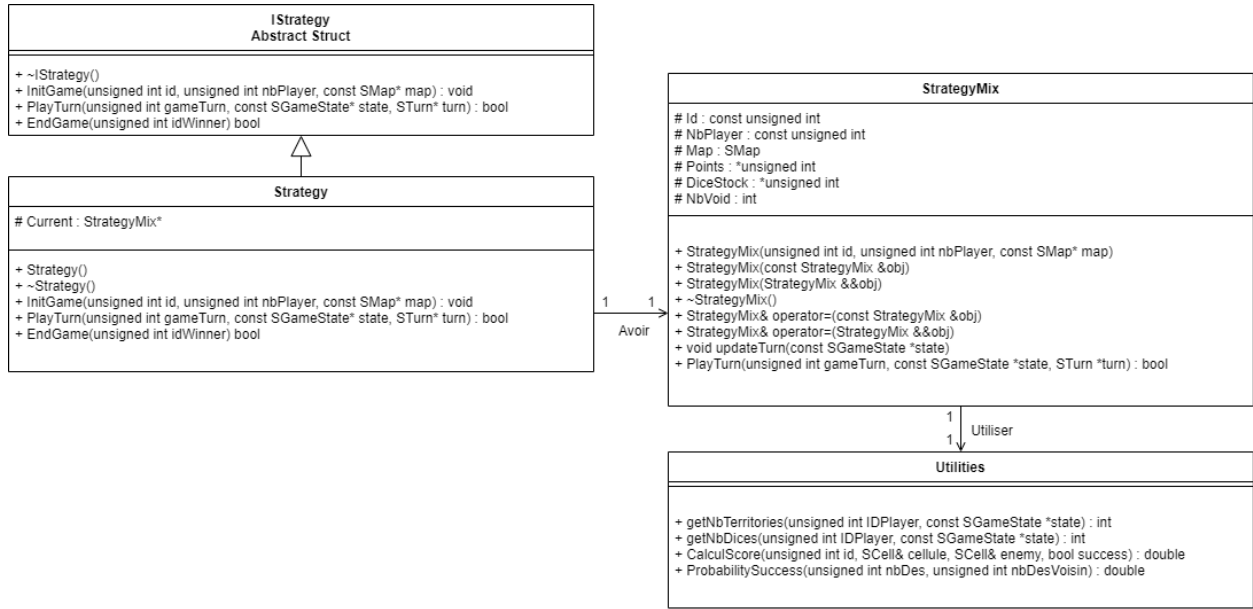 IStrategy
Abstract Struct
+ ~IStrategy()
+ InitGame(unsigned int id, unsigned int nbPlayer, const SMap* map) : void
+ PlayTurn(unsigned int gameTurn, const SGameState* state, STurn* turn) : bool
+ EndGame(unsigned int idWinner) bool
Strategy
# Current : StrategyMix*
+ Strategy()
+ ~Strategy()
+ InitGame(unsigned int id, unsigned int nbPlayer, const SMap* map) : void
+ PlayTurn(unsigned int gameTurn, const SGameState* state, STurn* turn) : bool
+ EndGame(unsigned int idWinner) bool
1 1
Avoir
StrategyMix
# Id : const unsigned int
# NbPlayer : const unsigned int
# Map : SMap
# Points : *unsigned int
# DiceStock : *unsigned int
# NbVoid : int
+ StrategyMix(unsigned int id, unsigned int nbPlayer, const SMap* map)
+ StrategyMix(const StrategyMix &obj)
+ StrategyMix(StrategyMix &&obj)
+ ~StrategyMix()
+ StrategyMix& operator=(const StrategyMix &obj)
+ StrategyMix& operator=(StrategyMix &&obj)
+ void updateTurn(const SGameState *state)
+ PlayTurn(unsigned int gameTurn, const SGameState *state, STurn *turn) : bool
1
Utiliser
1
Utilities
+ getNbTerritories(unsigned int IDPlayer, const SGameState *state) : int
+ getNbDices(unsigned int IDPlayer, const SGameState *state) : int
+ CalculScore(unsigned int id, SCell& cellule, SCell& enemy, bool success) : double
+ ProbabilitySuccess(unsigned int nbDes, unsigned int nbDesVoisin) : double